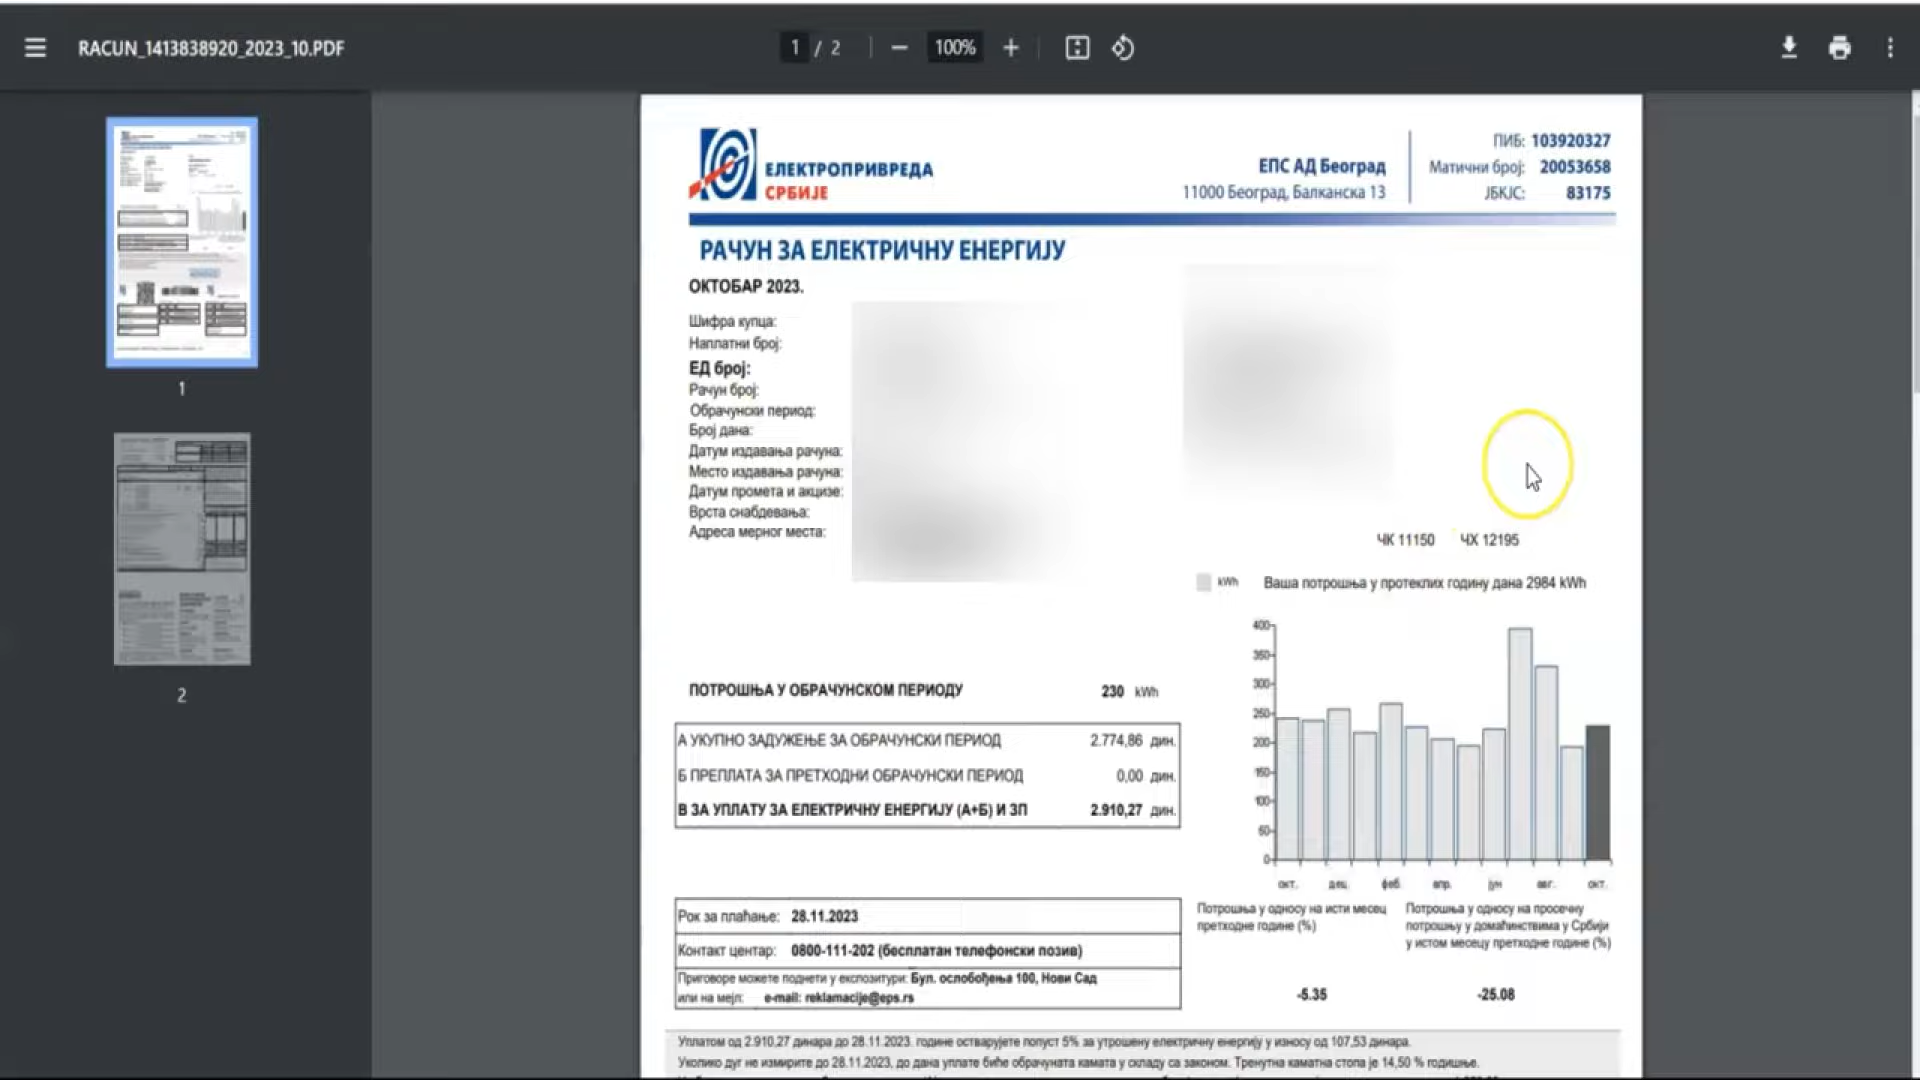 RACUN_1413838920_2023_10.PDF
1 / 2
100%
1
2
ЕЛЕКТРОПРИВРЕДА
СРБИЈЕ
ЕПС АД Београд
11000 Београд, Балканска 13
ПИБ: 103920327
Матични број: 20053658
ЈБКЈС: 83175
РАЧУН ЗА ЕЛЕКТРИЧНУ ЕНЕРГИЈУ
ОКТОБАР 2023.
Шифра купца:
Наплатни број:
ЕД број:
Рачун број:
Обрачунски период:
Број дана:
Датум издавања рачуна:
Место издавања рачуна:
Датум промета и акцизе:
Врста снабдевања:
Адреса мерног места:
ЧК 11150 ЧХ 12195
kWh Ваша потрошња у протеклих годину дана 2984 kWh
400
350
300
250
200
150
100
50
0
окт. дец. феб. апр. јун авг. окт.
ПОТРОШЊА У ОБРАЧУНСКОМ ПЕРИОДУ 230 kWh
А УКУПНО ЗАДУЖЕЊЕ ЗА ОБРАЧУНСКИ ПЕРИОД 2.774,86 дин.
Б ПРЕПЛАТА ЗА ПРЕТХОДНИ ОБРАЧУНСКИ ПЕРИОД 0,00 дин.
В ЗА УПЛАТУ ЗА ЕЛЕКТРИЧНУ ЕНЕРГИЈУ (А+Б) И ЗП 2.910,27 дин.
Рок за плаћање: 28.11.2023
Контакт центар: 0800-111-202 (бесплатан телефонски позив)
Приговоре можете поднети у експозитури: Бул. ослобођења 100, Нови Сад
или на мејл: e-mail: reklamacije@eps.rs
Потрошња у односу на исти месец
претходне године (%)
-5.35
Потрошња у односу на просечну
потрошњу у домаћинствима у Србији
у истом месецу претходне године (%)
-25.08
Уплатом од 2.910,27 динара до 28.11.2023. године остварујете попуст 5% за утрошену електричну енергију у износу од 107,53 динара.
Уколико дуг не измирите до 28.11.2023, до дана уплате биће обрачуната камата у складу са законом. Тренутна каматна стопа је 14,50 % годишње.